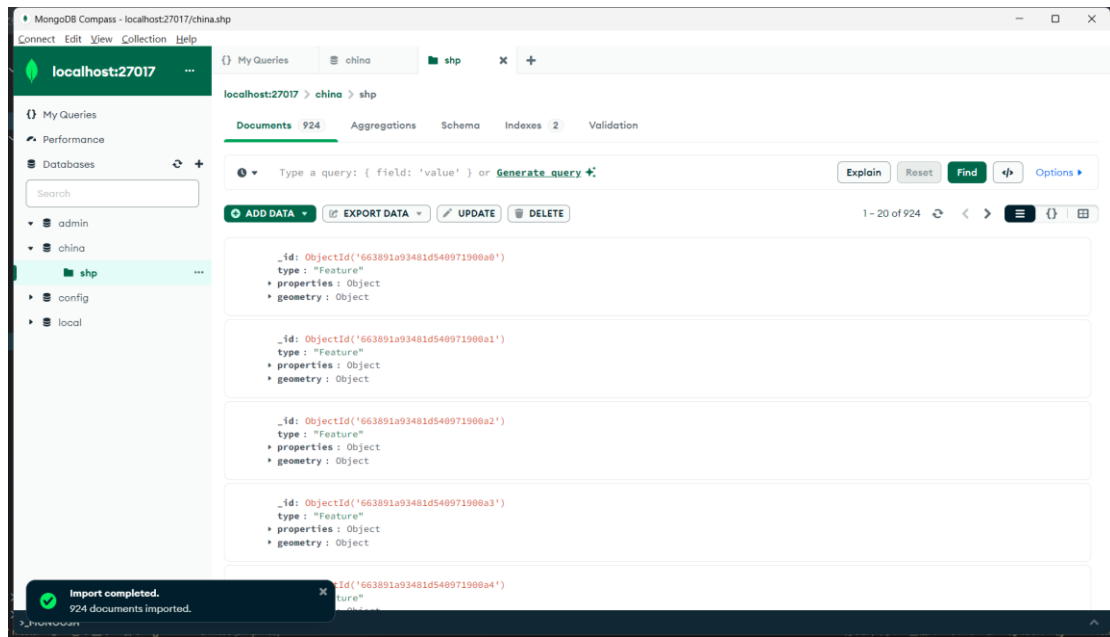 MongoDB Compass - localhost:27017/china.shp
Connect Edit View Collection Help
localhost:27017 ...
{} My Queries
Performance
Databases
Search
admin
china
shp ...
config
local
{} My Queries china shp
localhost:27017 > china > shp
Documents 924 Aggregations Schema Indexes 2 Validation
Type a query: { field: 'value' } or Generate query
Explain Reset Find </> Options
ADD DATA EXPORT DATA UPDATE DELETE
1 – 20 of 924 {}
_id: ObjectId('663891a93481d540971900a0')
type : "Feature"
properties : Object
geometry : Object
_id: ObjectId('663891a93481d540971900a1')
type : "Feature"
properties : Object
geometry : Object
_id: ObjectId('663891a93481d540971900a2')
type : "Feature"
properties : Object
geometry : Object
_id: ObjectId('663891a93481d540971900a3')
type : "Feature"
properties : Object
geometry : Object
tId('663891a93481d540971900a4')
ture"
Import completed.
924 documents imported.
>_MONGOSH